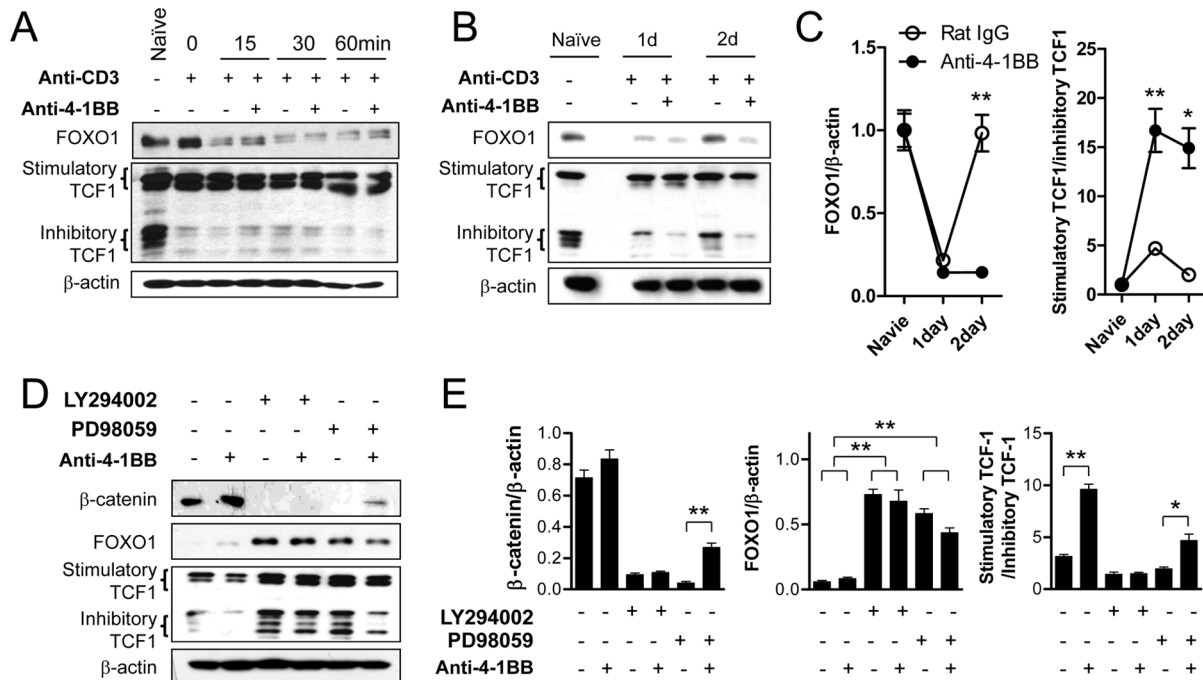 A
Naïve
0 15 30 60min
Anti-CD3 - + + + + + + +
Anti-4-1BB - - - + - + - +
FOXO1
Stimulatory
TCF1
Inhibitory
TCF1
β-actin
B
Naïve 1d 2d
Anti-CD3 - + + + +
Anti-4-1BB - - + - +
FOXO1
Stimulatory
TCF1
Inhibitory
TCF1
β-actin
C
Rat IgG
Anti-4-1BB
FOXO1/β-actin
1.0
0.5
0.0
**
Navie 1day 2day
Stimulatory TCF1/inhibitory TCF1
25
20
15
10
5
0
**
*
Navie 1day 2day
D
LY294002 - - + + - -
PD98059 - - - - + +
Anti-4-1BB - + - + - +
β-catenin
FOXO1
Stimulatory
TCF1
Inhibitory
TCF1
β-actin
E
β-catenin/β-actin
1.0
0.8
0.6
0.4
0.2
0.0
**
FOXO1/β-actin
1.0
0.5
0.0
**
**
Stimulatory TCF-1
/Inhibitory TCF-1
15
10
5
0
**
*
LY294002 - - + + - - - - + + - - - - + + - -
PD98059 - - - - + + - - - - + + - - - - + +
Anti-4-1BB - + - + - + - + - + - + - + - + - +